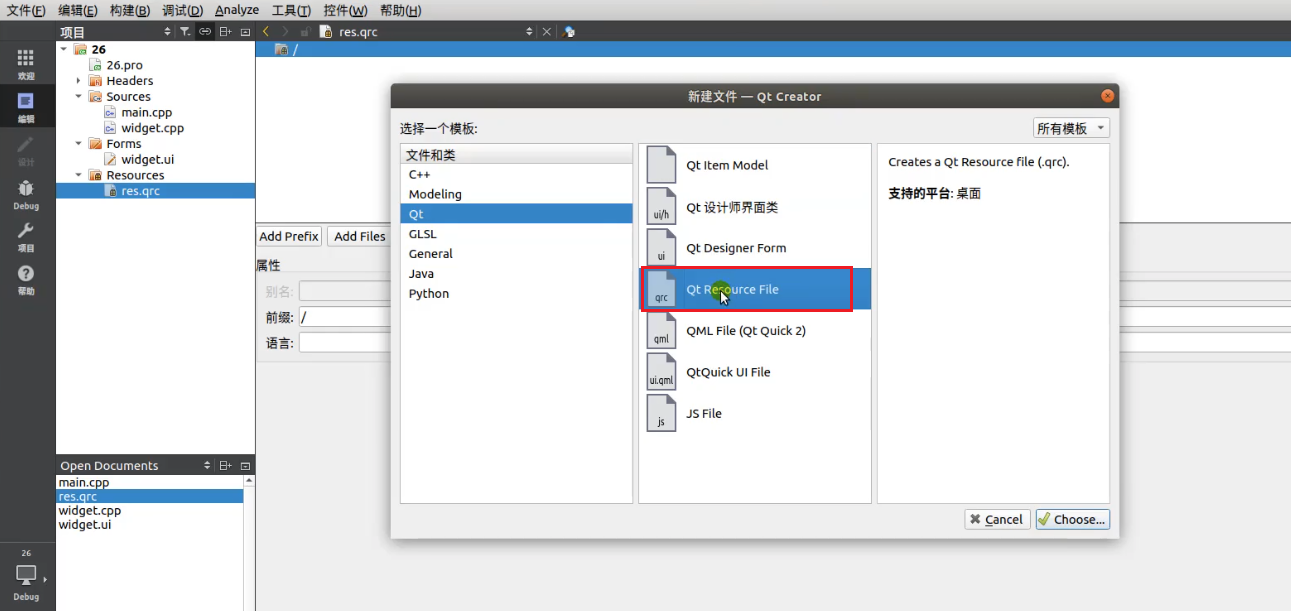 文件(F) 编辑(E) 构建(B) 调试(D) Analyze 工具(T) 控件(W) 帮助(H)
项目
res.qrc
/
欢迎
编辑
设计
Debug
项目
帮助
26
26.pro
Headers
Sources
main.cpp
widget.cpp
Forms
widget.ui
Resources
res.qrc
Add Prefix
Add Files
属性
别名:
前缀: /
语言:
新建文件 — Qt Creator
选择一个模板:
所有模板
文件和类
C++
Modeling
Qt
GLSL
General
Java
Python
Qt Item Model
ui/h Qt 设计师界面类
ui Qt Designer Form
qrc Qt Resource File
qml QML File (Qt Quick 2)
ui.qml QtQuick UI File
js JS File
Creates a Qt Resource file (.qrc).
支持的平台: 桌面
Cancel
Choose...
Open Documents
main.cpp
res.qrc
widget.cpp
widget.ui
26
Debug